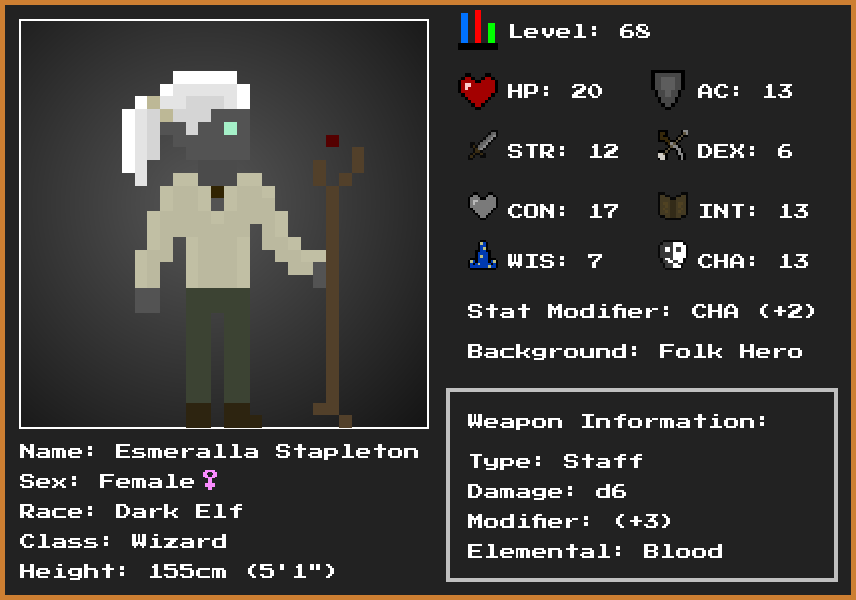 Level: 68
HP: 20 AC: 13
STR: 12 DEX: 6
CON: 17 INT: 13
WIS: 7 CHA: 13
Stat Modifier: CHA (+2)
Background: Folk Hero
Weapon Information:
Type: Staff
Damage: d6
Modifier: (+3)
Elemental: Blood
Name: Esmeralla Stapleton
Sex: Female♀
Race: Dark Elf
Class: Wizard
Height: 155cm (5'1")